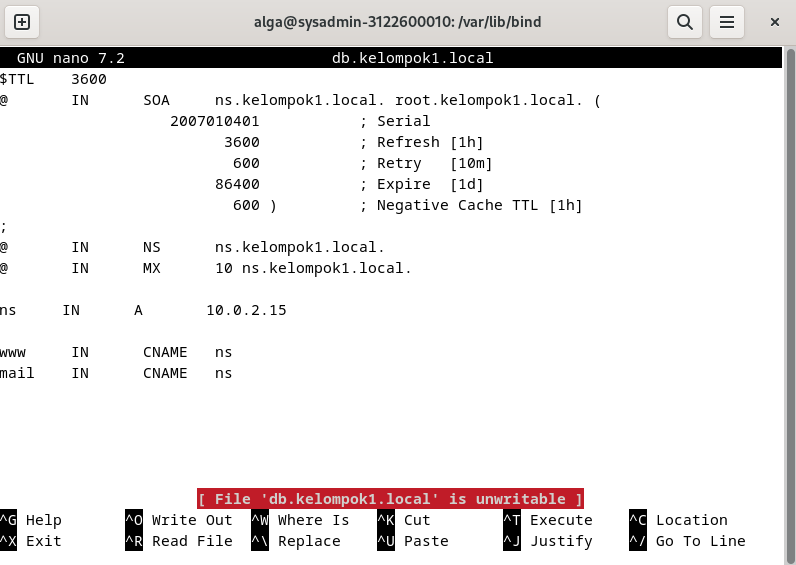 alga@sysadmin-3122600010: /var/lib/bind
GNU nano 7.2 db.kelompok1.local
$TTL 3600
@ IN SOA ns.kelompok1.local. root.kelompok1.local. (
2007010401 ; Serial
3600 ; Refresh [1h]
600 ; Retry [10m]
86400 ; Expire [1d]
600 ) ; Negative Cache TTL [1h]
;
@ IN NS ns.kelompok1.local.
@ IN MX 10 ns.kelompok1.local.
ns IN A 10.0.2.15
www IN CNAME ns
mail IN CNAME ns
[ File 'db.kelompok1.local' is unwritable ]
^G Help ^O Write Out ^W Where Is ^K Cut ^T Execute ^C Location
^X Exit ^R Read File ^\ Replace ^U Paste ^J Justify ^/ Go To Line